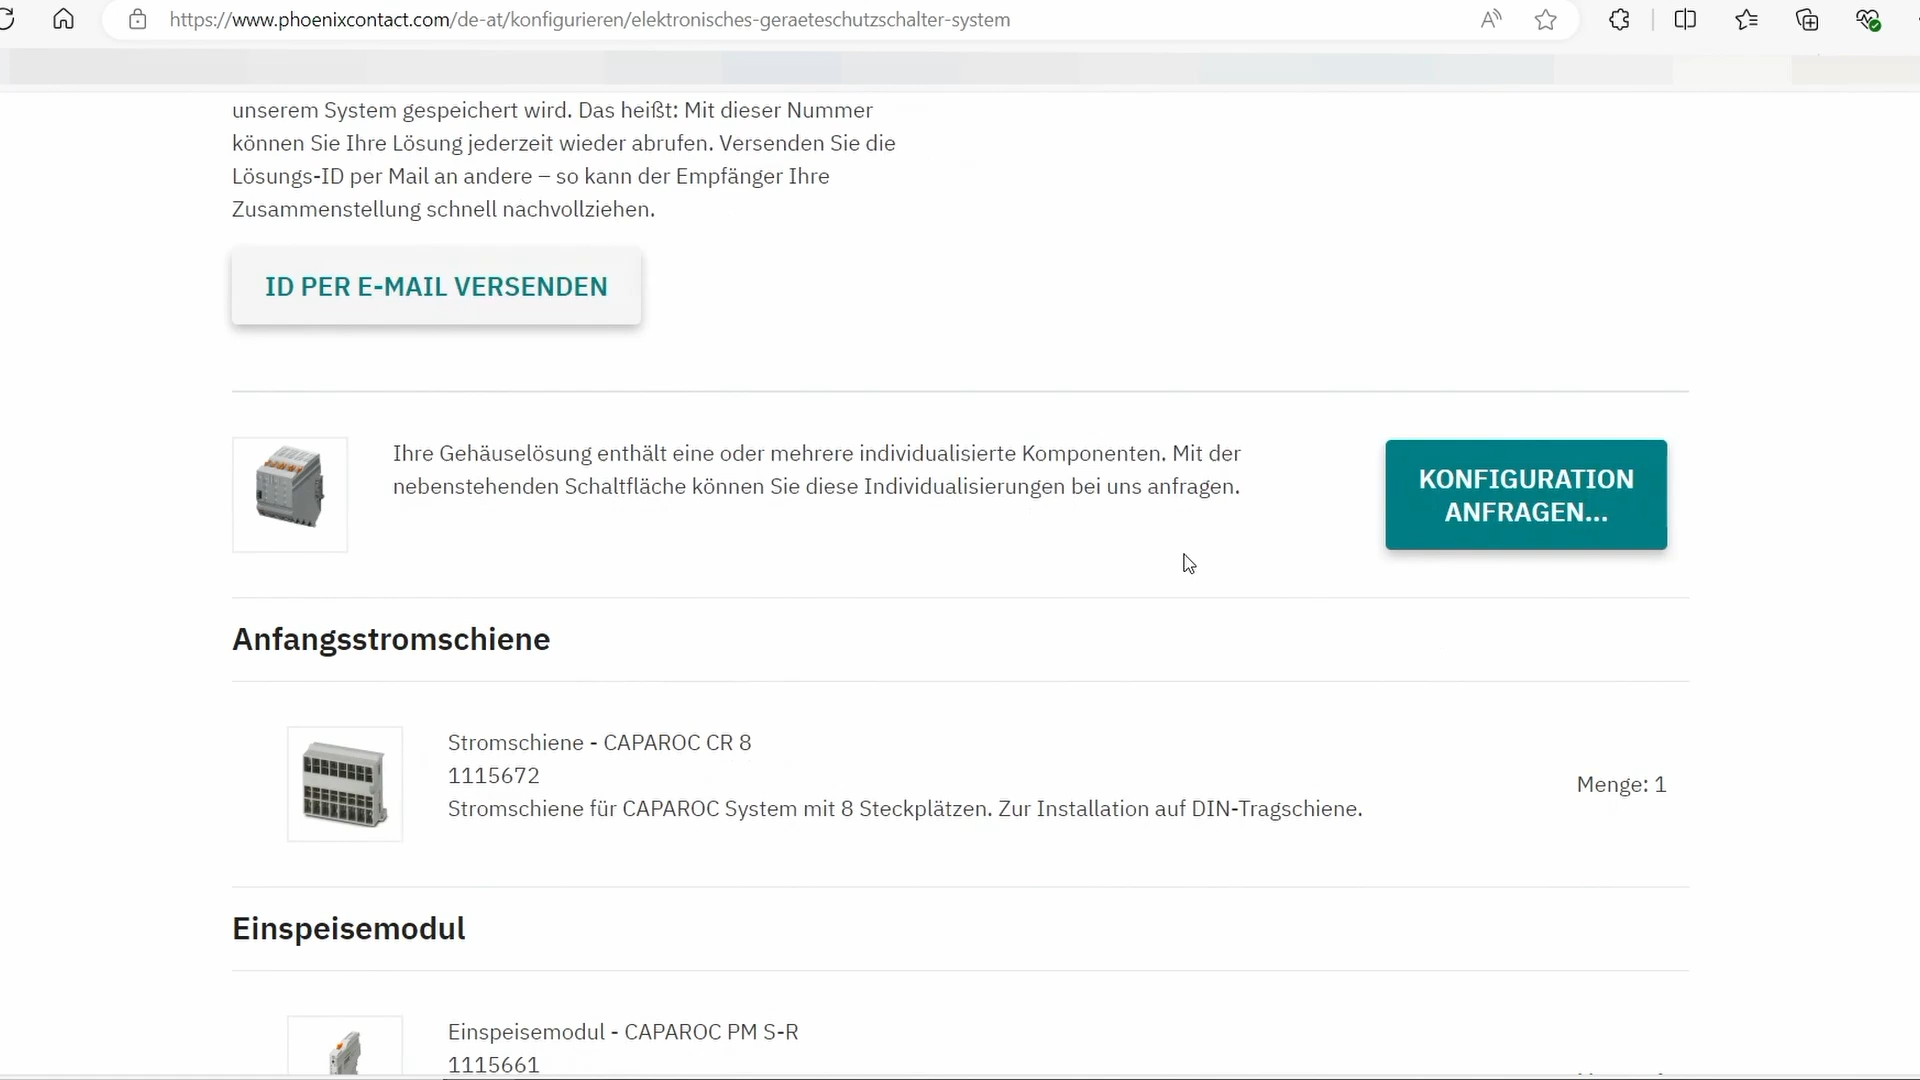 https://www.phoenixcontact.com/de-at/konfigurieren/elektronisches-geraeteschutzschalter-system
unserem System gespeichert wird. Das heißt: Mit dieser Nummer
können Sie Ihre Lösung jederzeit wieder abrufen. Versenden Sie die
Lösungs-ID per Mail an andere – so kann der Empfänger Ihre
Zusammenstellung schnell nachvollziehen.
ID PER E-MAIL VERSENDEN
Ihre Gehäuselösung enthält eine oder mehrere individualisierte Komponenten. Mit der
nebenstehenden Schaltfläche können Sie diese Individualisierungen bei uns anfragen.
KONFIGURATION
ANFRAGEN...
Anfangsstromschiene
Stromschiene - CAPAROC CR 8
1115672
Stromschiene für CAPAROC System mit 8 Steckplätzen. Zur Installation auf DIN-Tragschiene.
Menge: 1
Einspeisemodul
Einspeisemodul - CAPAROC PM S-R
1115661